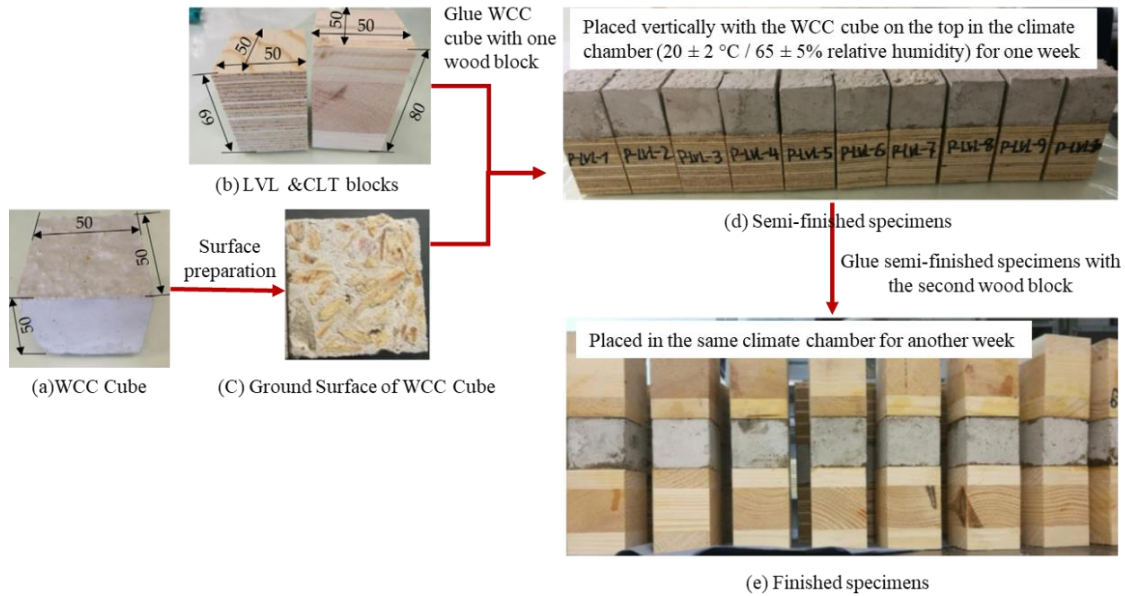 50
50
50
69
80
(b) LVL &CLT blocks
Glue WCC
cube with one
wood block
Placed vertically with the WCC cube on the top in the climate
chamber (20 ± 2 °C / 65 ± 5% relative humidity) for one week
P-LVL-1
P-LVL-2
P-LVL-3
P-LVL-4
P-LVL-5
P-LVL-6
P-LVL-7
P-LVL-8
P-LVL-9
(d) Semi-finished specimens
50
50
50
(a)WCC Cube
Surface
preparation
(C) Ground Surface of WCC Cube
Glue semi-finished specimens with
the second wood block
Placed in the same climate chamber for another week
(e) Finished specimens